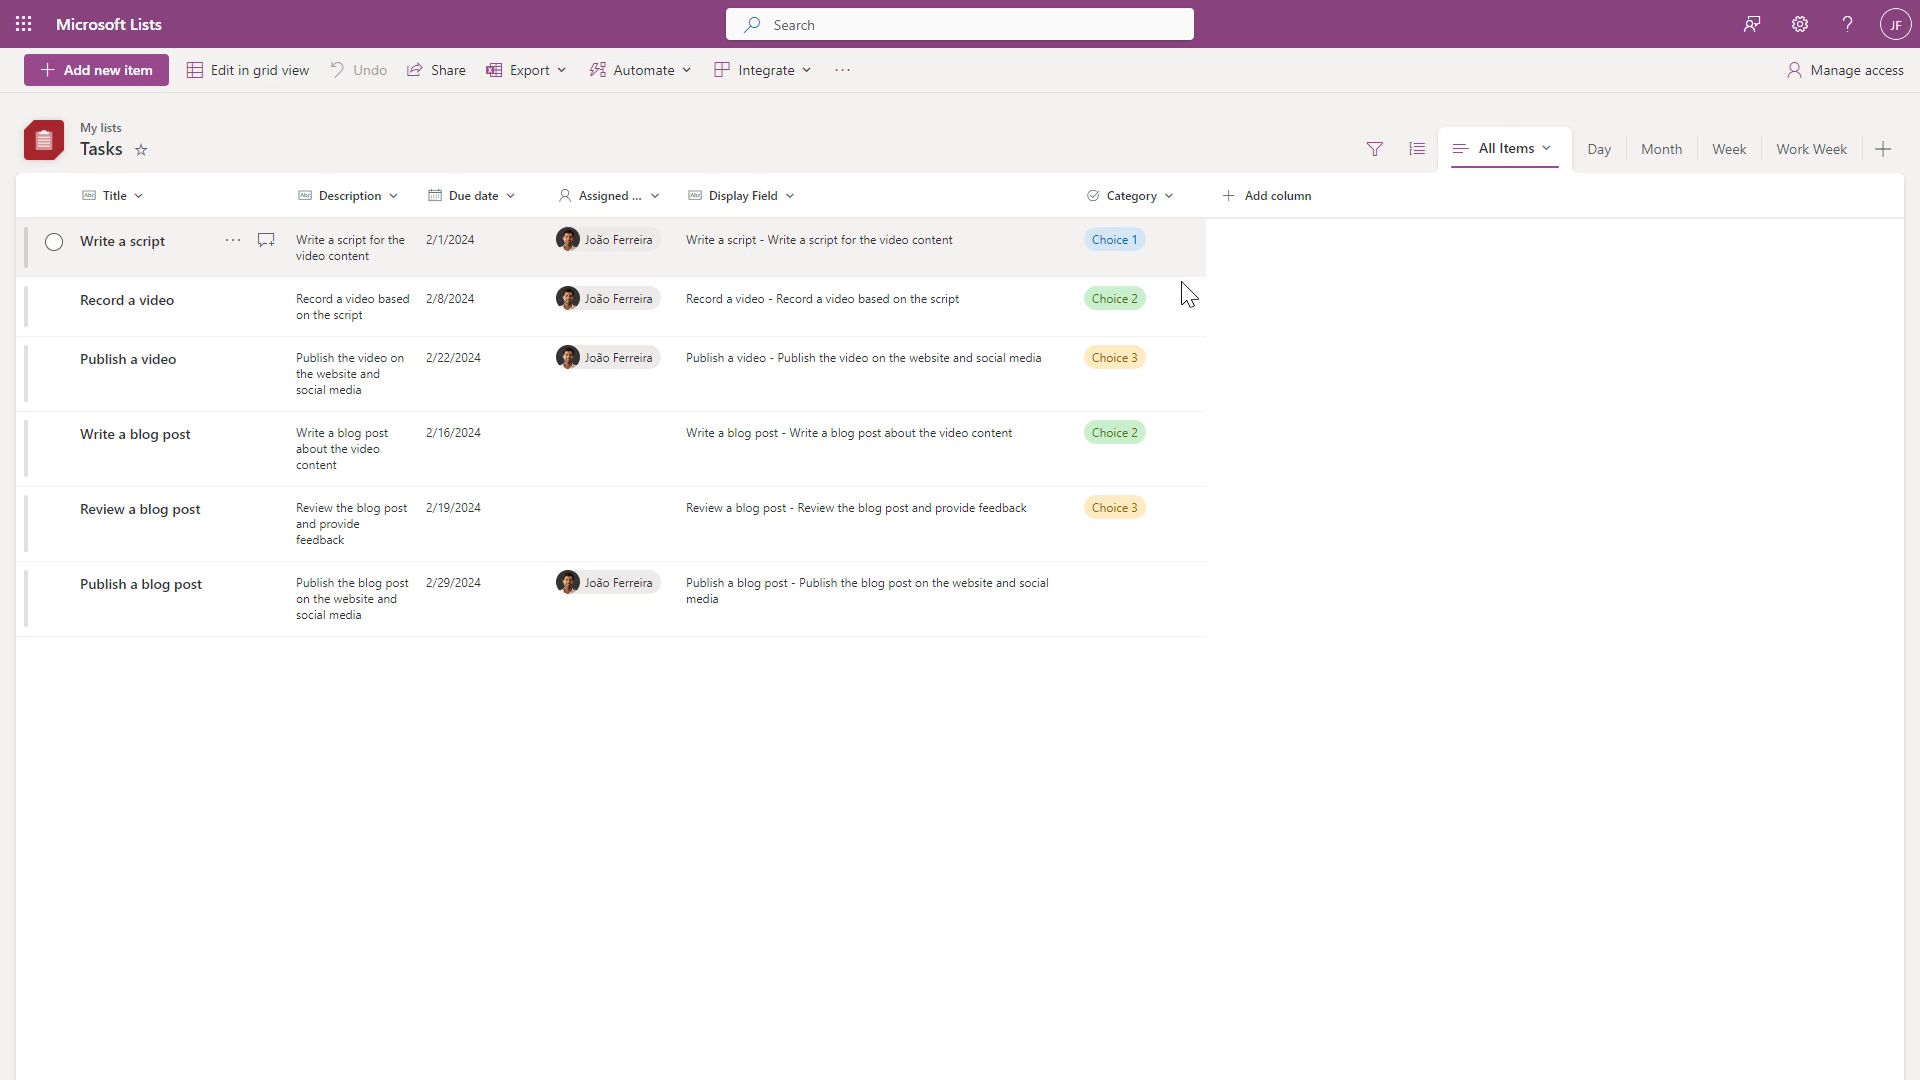 Microsoft Lists
Search
JF
Add new item
Edit in grid view
Undo
Share
Export
Automate
Integrate
Manage access
My lists
Tasks
All Items
Day
Month
Week
Work Week
Abc Title
Abc Description
Due date
Assigned ...
Abc Display Field
Category
Add column
Write a script
Write a script for the
video content
2/1/2024
João Ferreira
Write a script - Write a script for the video content
Choice 1
Record a video
Record a video based
on the script
2/8/2024
João Ferreira
Record a video - Record a video based on the script
Choice 2
Publish a video
Publish the video on
the website and
social media
2/22/2024
João Ferreira
Publish a video - Publish the video on the website and social media
Choice 3
Write a blog post
Write a blog post
about the video
content
2/16/2024
Write a blog post - Write a blog post about the video content
Choice 2
Review a blog post
Review the blog post
and provide
feedback
2/19/2024
Review a blog post - Review the blog post and provide feedback
Choice 3
Publish a blog post
Publish the blog post
on the website and
social media
2/29/2024
João Ferreira
Publish a blog post - Publish the blog post on the website and social
media